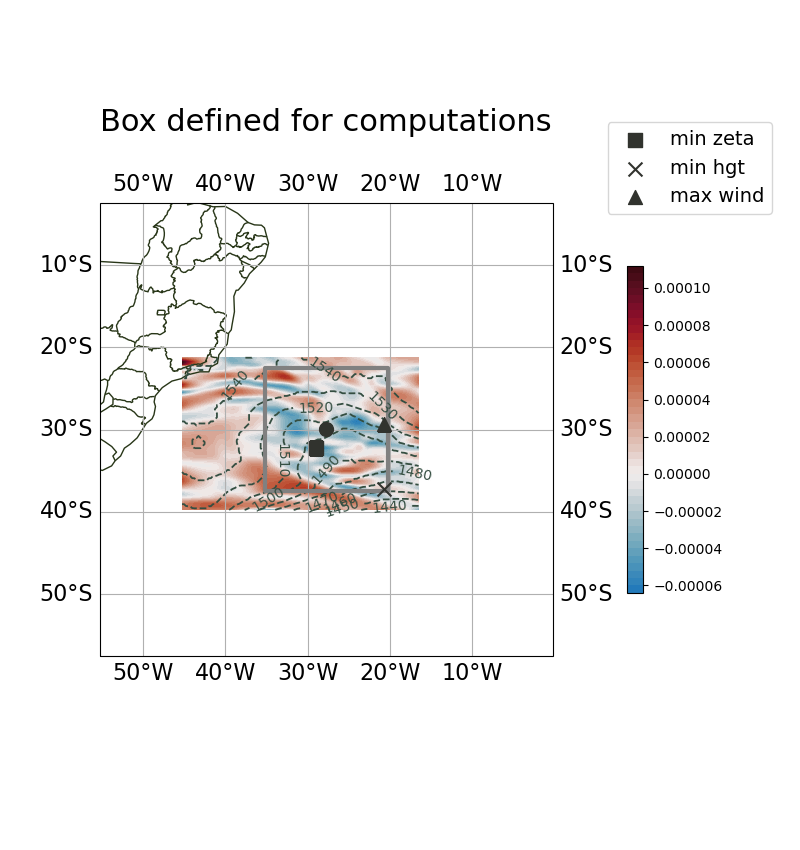 Box defined for computations
min zeta
min hgt
max wind
50°W 40°W 30°W 20°W 10°W
10°S 10°S
20°S 20°S
30°S 30°S
40°S 40°S
50°S 50°S
50°W 40°W 30°W 20°W 10°W
1540 1540
1530
1520
1510
1490
1480
1500 1470 1460
1450 1440
0.00010
0.00008
0.00006
0.00004
0.00002
0.00000
−0.00002
−0.00004
−0.00006